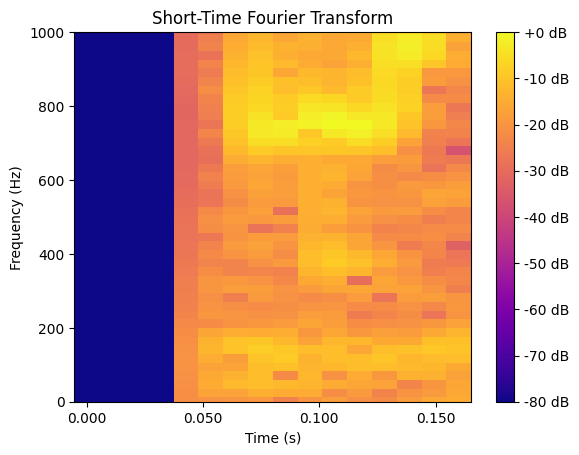 Short-Time Fourier Transform
1000
800
600
400
200
0
Frequency (Hz)
0.000
0.050
0.100
0.150
Time (s)
+0 dB
-10 dB
-20 dB
-30 dB
-40 dB
-50 dB
-60 dB
-70 dB
-80 dB